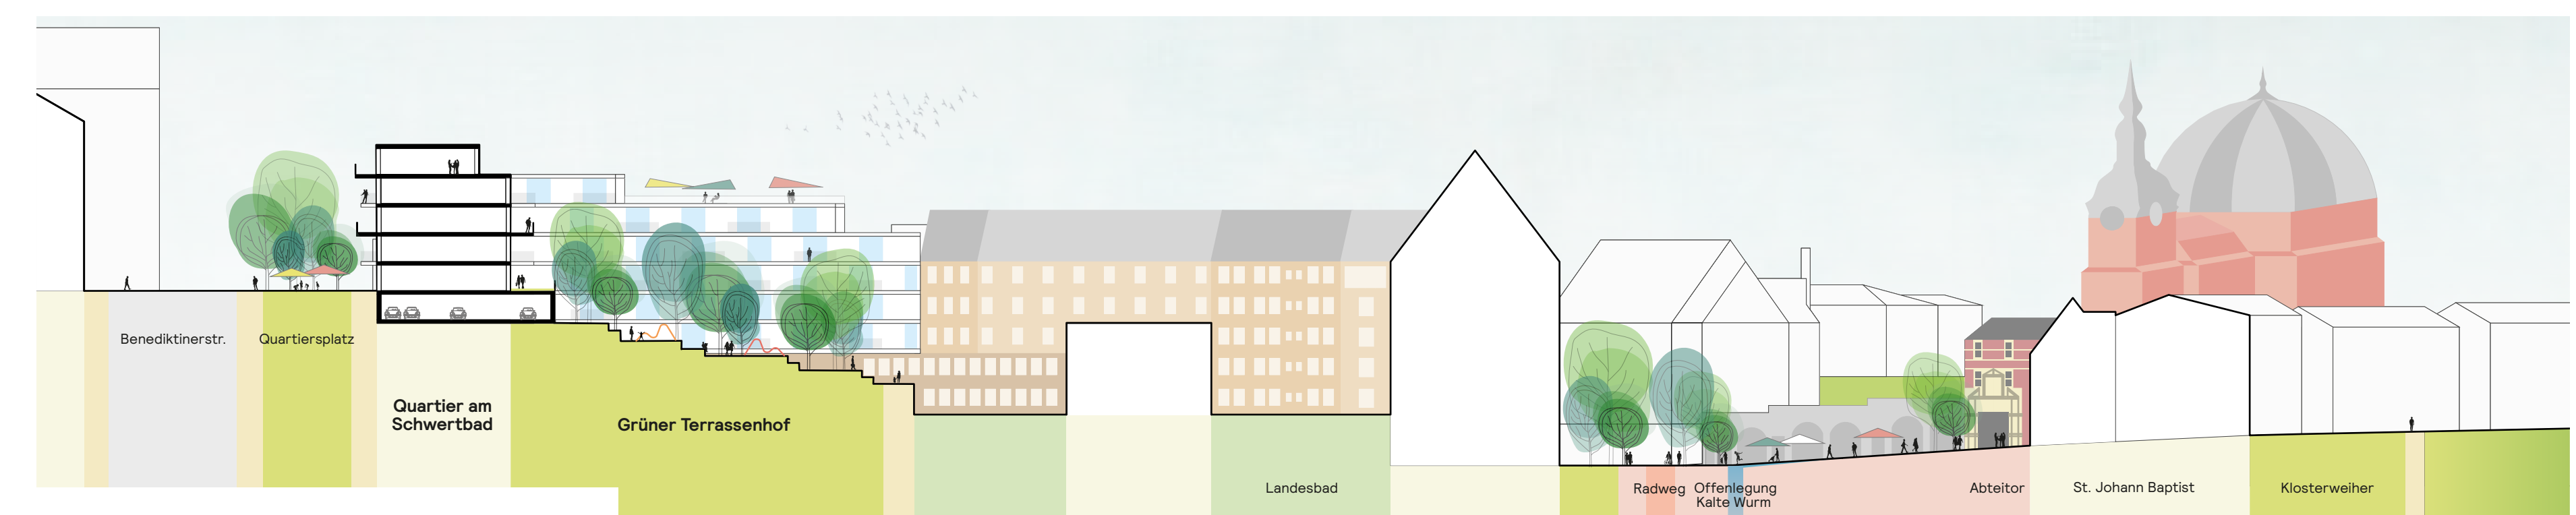 Benediktinerstr.
Quartiersplatz
Quartier am
Schwertbad
Grüner Terrassenhof
Landesbad
Radweg
Offenlegung
Kalte Wurm
Abteitor
St. Johann Baptist
Klosterweiher